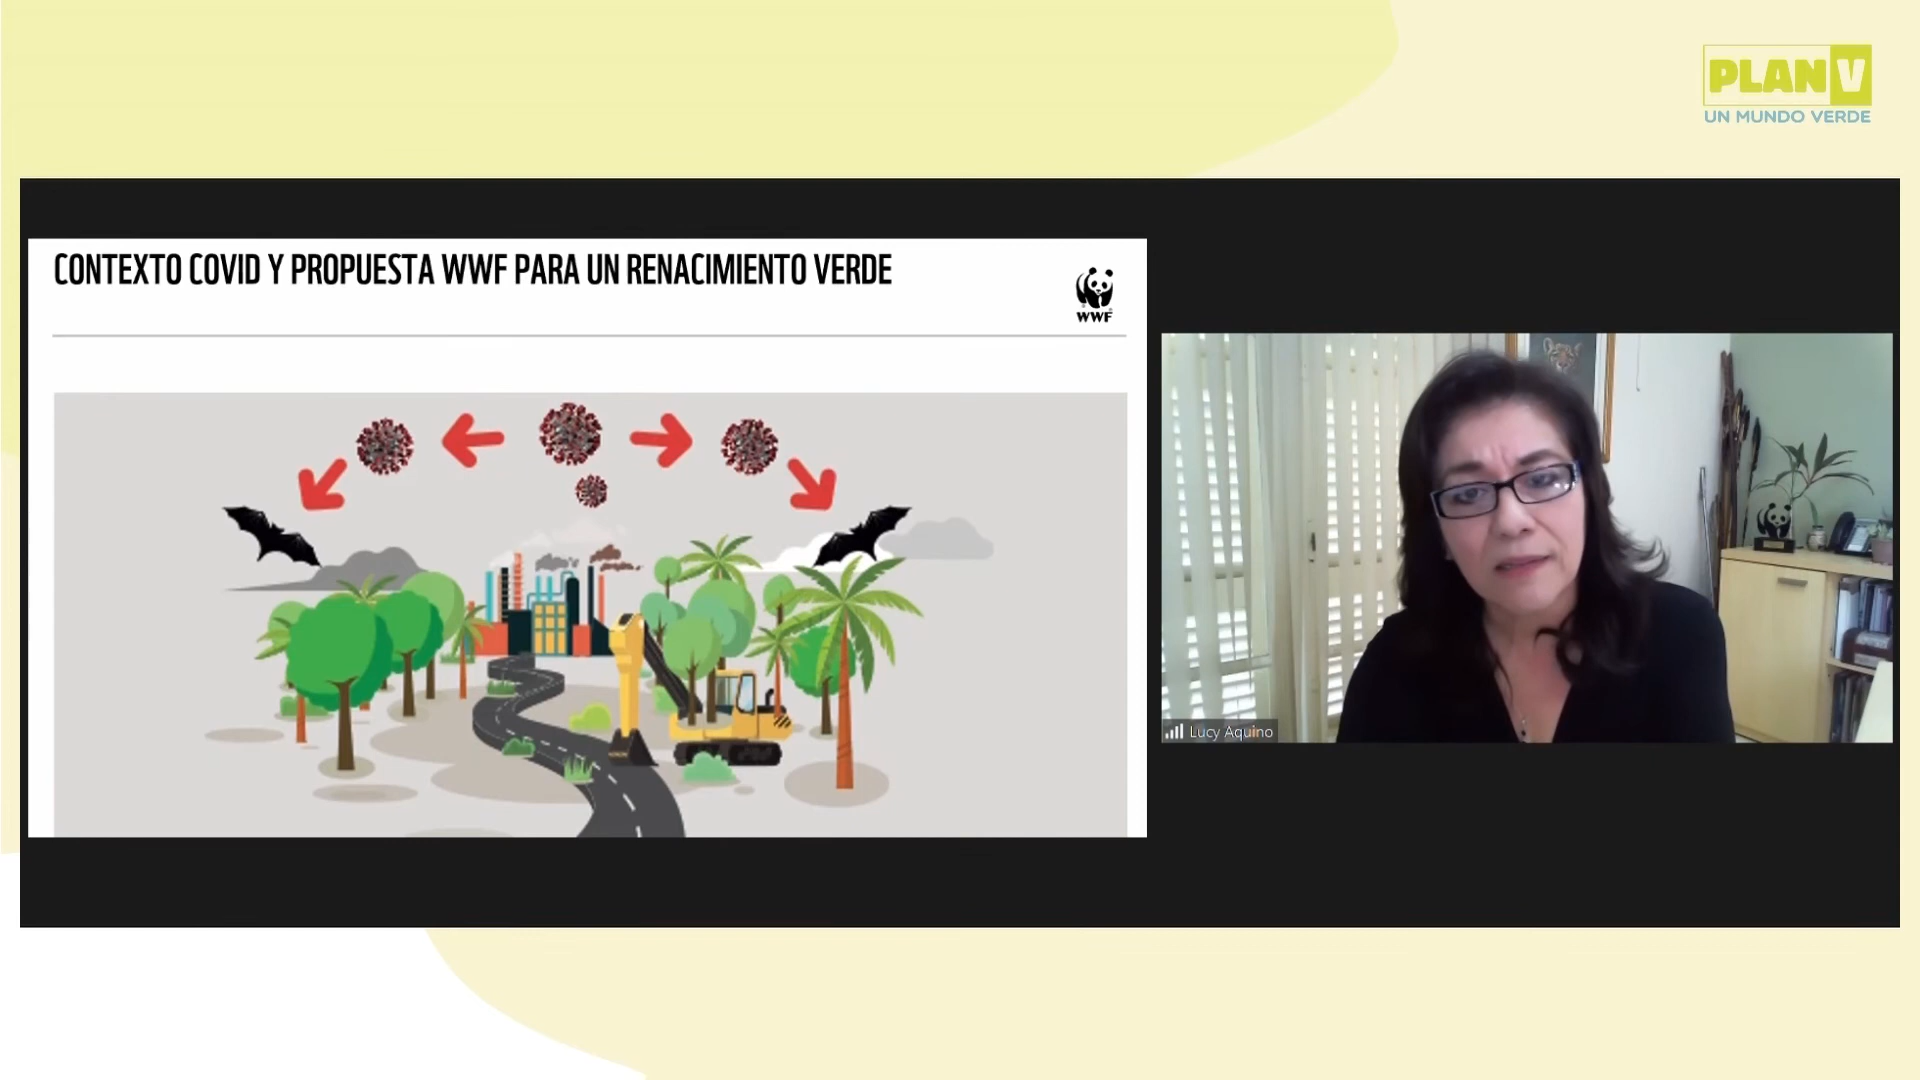 PLAN V
UN MUNDO VERDE
CONTEXTO COVID Y PROPUESTA WWF PARA UN RENACIMIENTO VERDE
WWF
Lucy Aquino